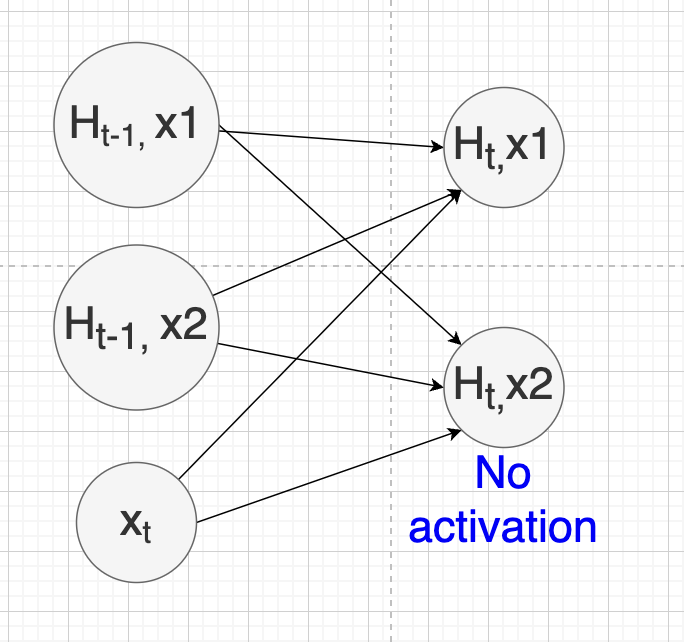 Ht-1, x1
Ht,x1
Ht-1, x2
Ht,x2
xt
No
activation